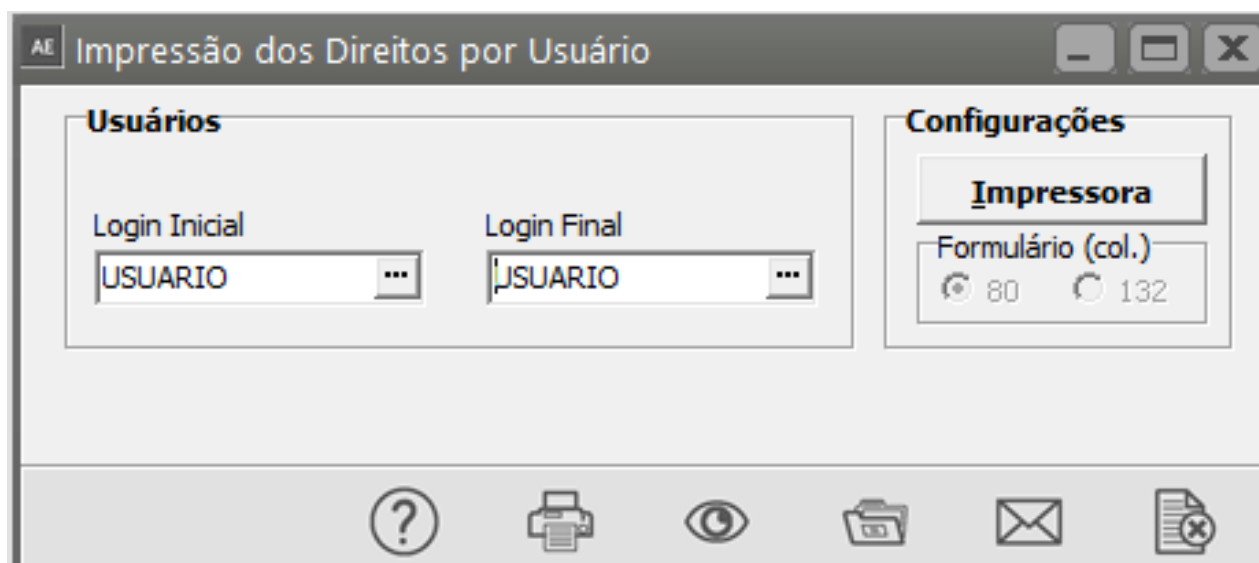 AE Impressão dos Direitos por Usuário
Usuários
Configurações
Impressora
Login Inicial
Login Final
Formulário (col.)
USUARIO ...
USUARIO ...
80
132
?